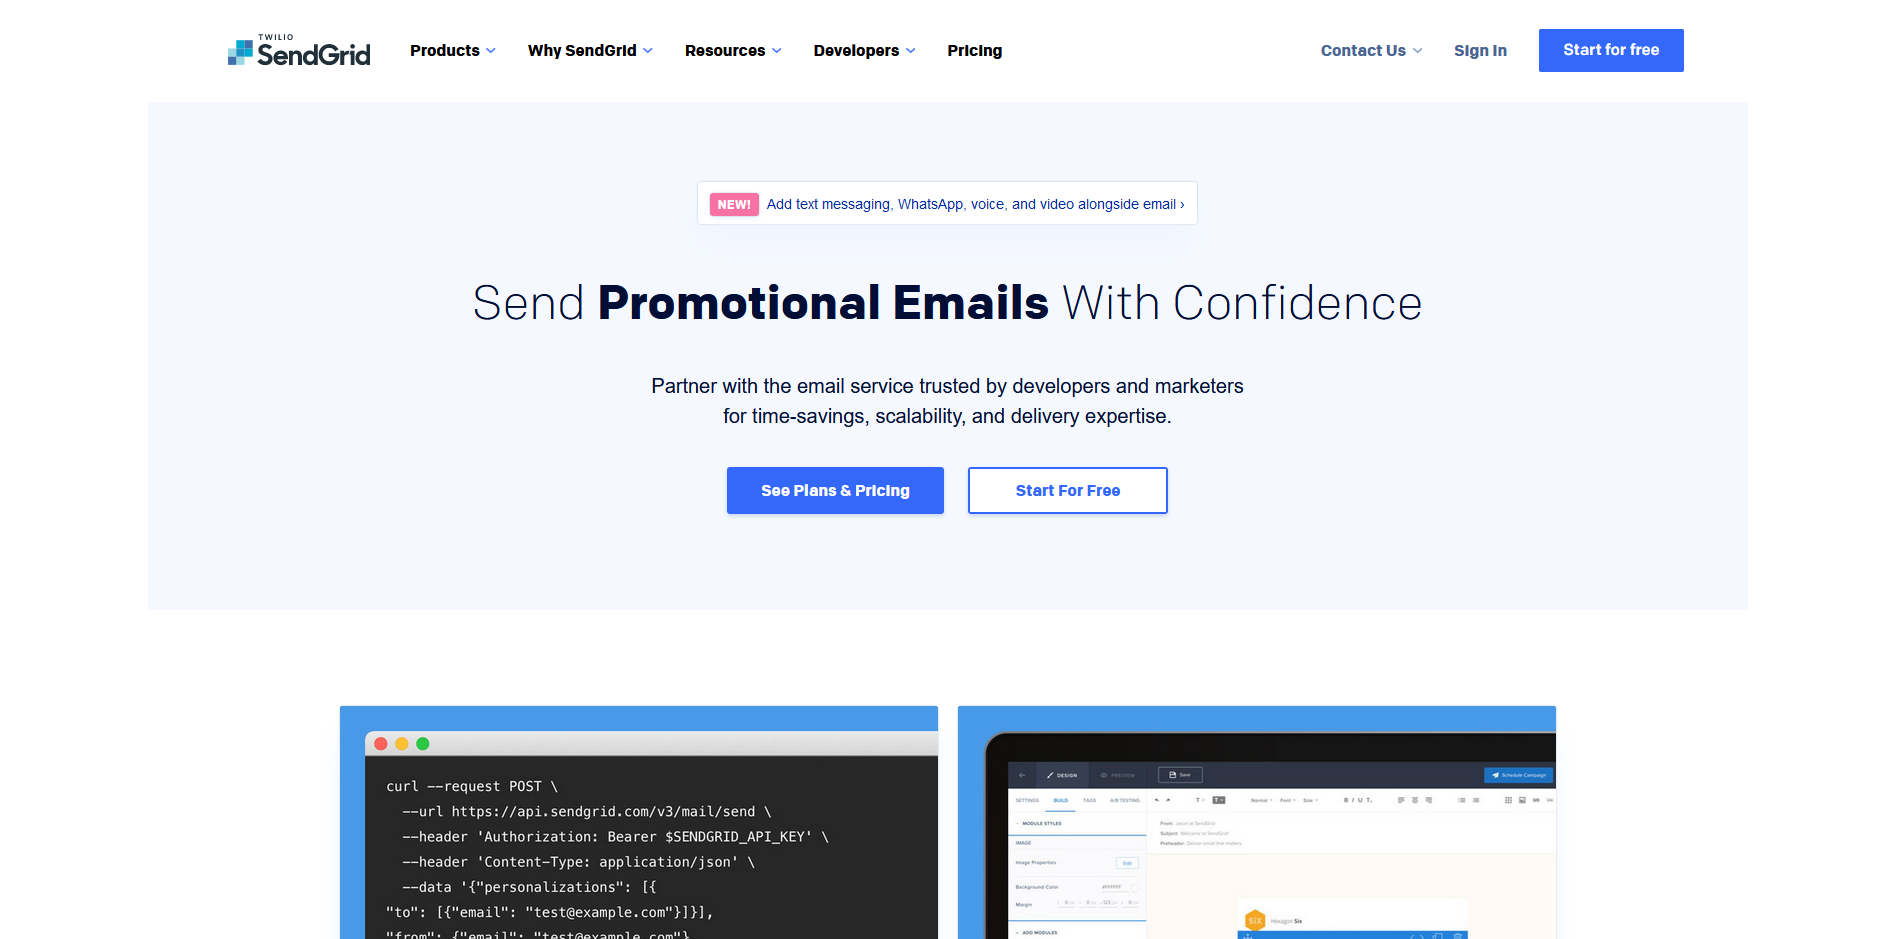 TWILIO
SendGrid
Products
Why SendGrid
Resources
Developers
Pricing
Contact Us
Sign In
Start for free
NEW! Add text messaging, WhatsApp, voice, and video alongside email ›
Send Promotional Emails With Confidence
Partner with the email service trusted by developers and marketers
for time-savings, scalability, and delivery expertise.
See Plans & Pricing
Start For Free
curl --request POST \
--url https://api.sendgrid.com/v3/mail/send \
--header 'Authorization: Bearer $SENDGRID_API_KEY' \
--header 'Content-Type: application/json' \
--data '{"personalizations": [{
"to": [{"email": "test@example.com"}]}],
"from": {"email": "test@example.com"},
DESIGN
PREVIEW
Save
Schedule Campaign
SETTINGS
BUILD
TAGS
A/B TESTING
Normal
Font
Size
B I U
MODULE STYLES
From: Jason at SendGrid
Subject: Welcome to SendGrid!
Preheader: Deliver email that matters
IMAGE
Image Properties
Edit
Background Color
#FFFFFF
Margin
ADD MODULES
SIX
Hexagon Six